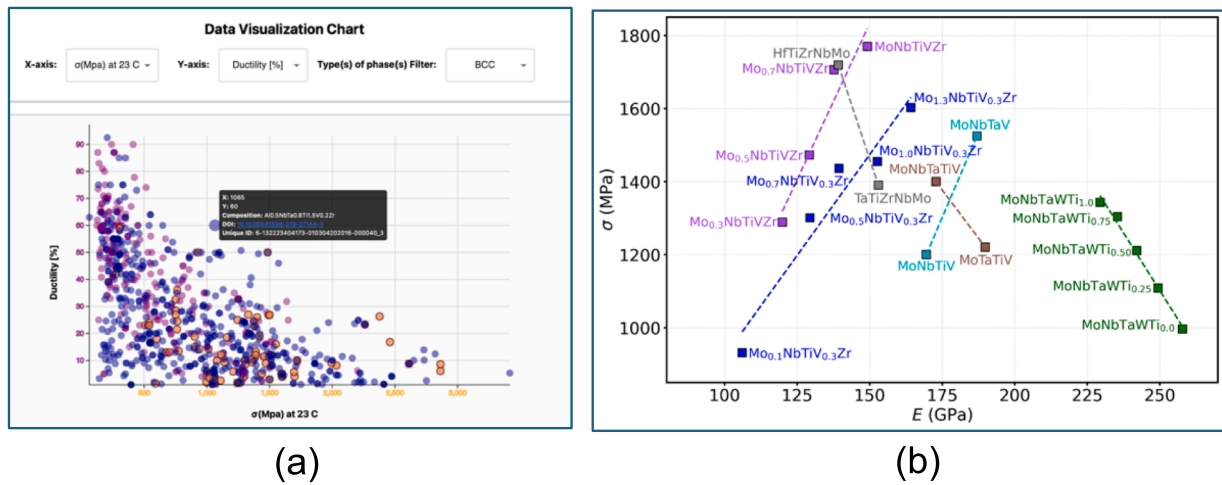 Data Visualization Chart
X-axis: σ(Mpa) at 23 C Y-axis: Ductility [%] Type(s) of phase(s) Filter: BCC
Ductility [%]
90
80
70
60
50
40
30
20
10
X: 1065
Y: 60
Composition: Al0.5NbTa0.8Ti1.5V0.2Zr
DOI:
Unique ID: 6-132223404173-010304202016-000040_3
500 1,000 1,500 2,000 2,500 3,000
σ(Mpa) at 23 C
(a)
σ (MPa)
1800
1600
1400
1200
1000
HfTiZrNbMo
MoNbTiVZr
Mo₀.₇NbTiVZr
Mo₁.₃NbTiV₀.₃Zr
MoNbTaV
Mo₀.₅NbTiVZr
Mo₁.₀NbTiV₀.₃Zr
MoNbTaTiV
Mo₀.₇NbTiV₀.₃Zr
TaTiZrNbMo
MoNbTaWTi₁.₀
Mo₀.₃NbTiVZr
Mo₀.₅NbTiV₀.₃Zr
MoNbTaWTi₀.₇₅
MoNbTiV
MoTaTiV
MoNbTaWTi₀.₅₀
MoNbTaWTi₀.₂₅
MoNbTaWTi₀.₀
Mo₀.₁NbTiV₀.₃Zr
100 125 150 175 200 225 250
E (GPa)
(b)